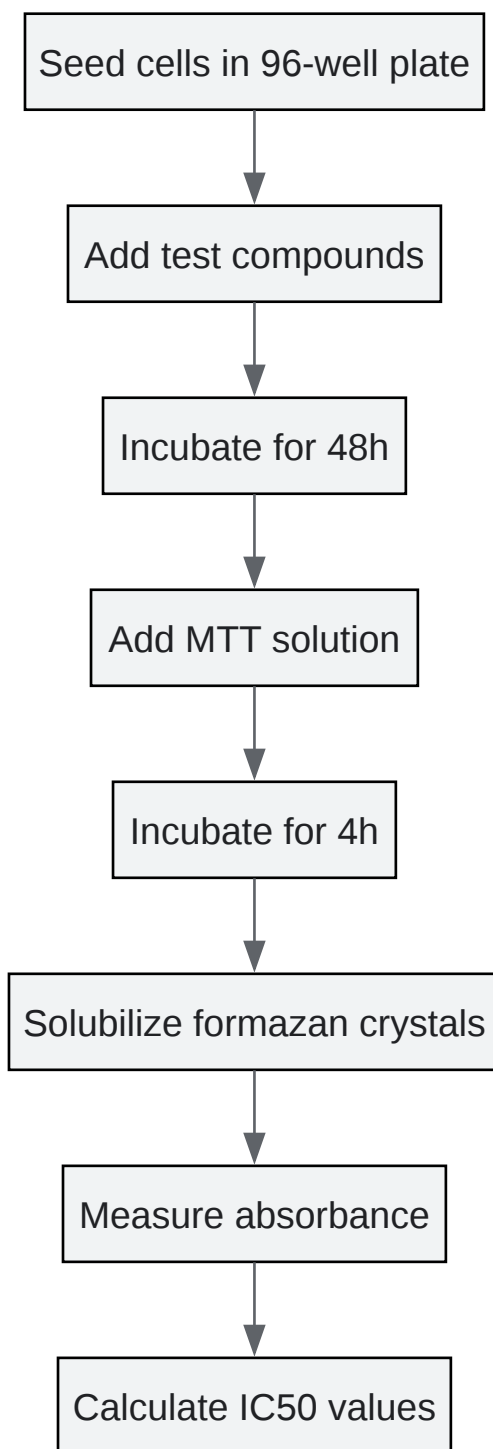 Seed cells in 96-well plate
Add test compounds
Incubate for 48h
Add MTT solution
Incubate for 4h
Solubilize formazan crystals
Measure absorbance
Calculate IC50 values